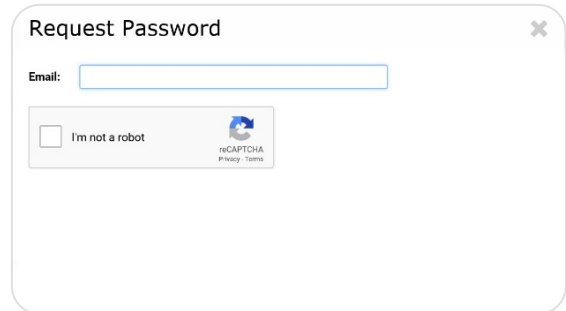 Request Password
Email:
I'm not a robot
reCAPTCHA
Privacy - Terms